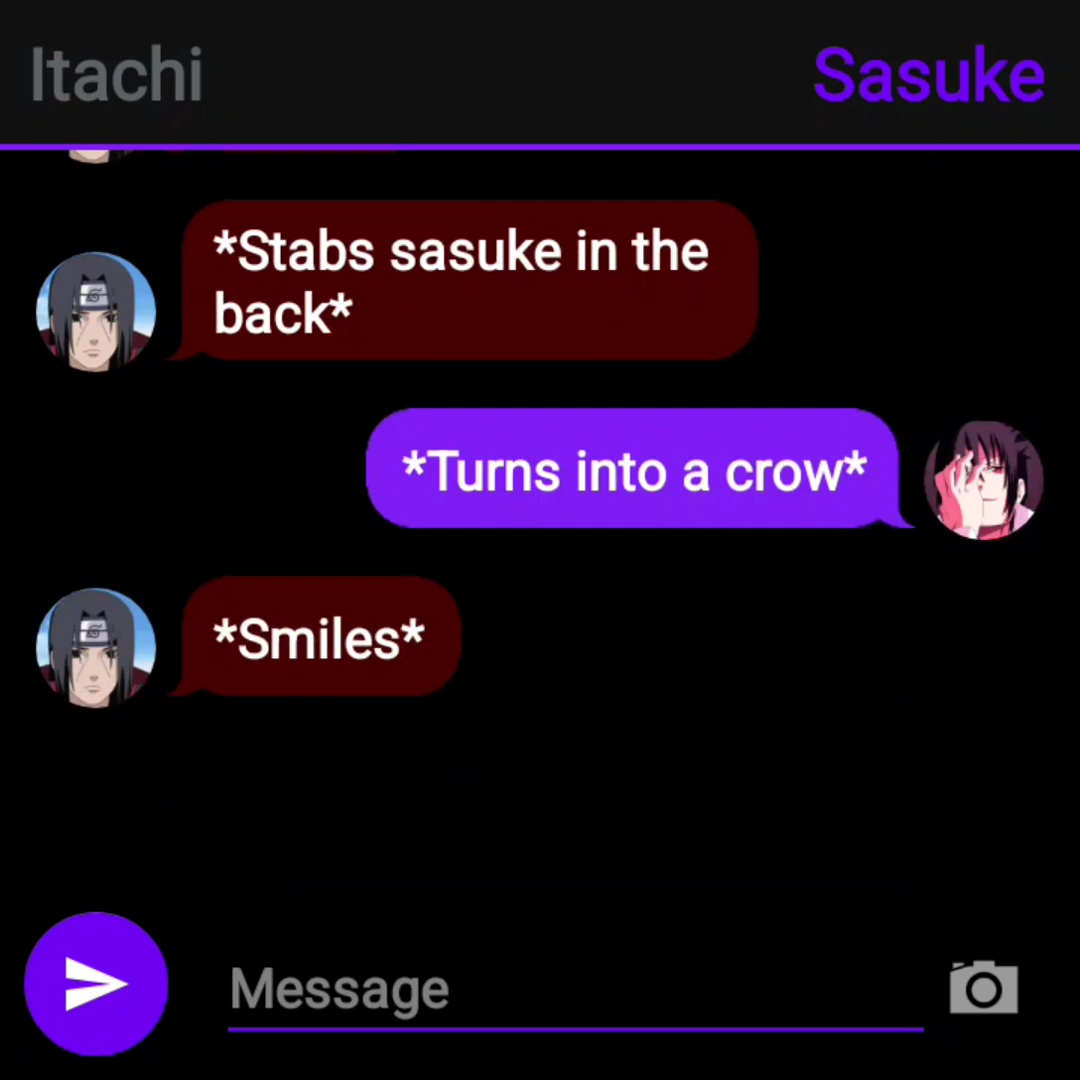 Itachi
Sasuke
*Stabs sasuke in the
back*
*Turns into a crow*
*Smiles*
Message